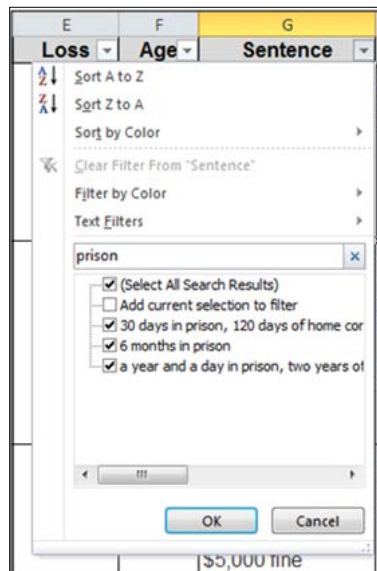 E F G
Loss Age Sentence
Sort A to Z
Sort Z to A
Sort by Color
Clear Filter From "Sentence"
Filter by Color
Text Filters
prison
(Select All Search Results)
Add current selection to filter
30 days in prison, 120 days of home cor
6 months in prison
a year and a day in prison, two years of
OK Cancel
$5,000 fine